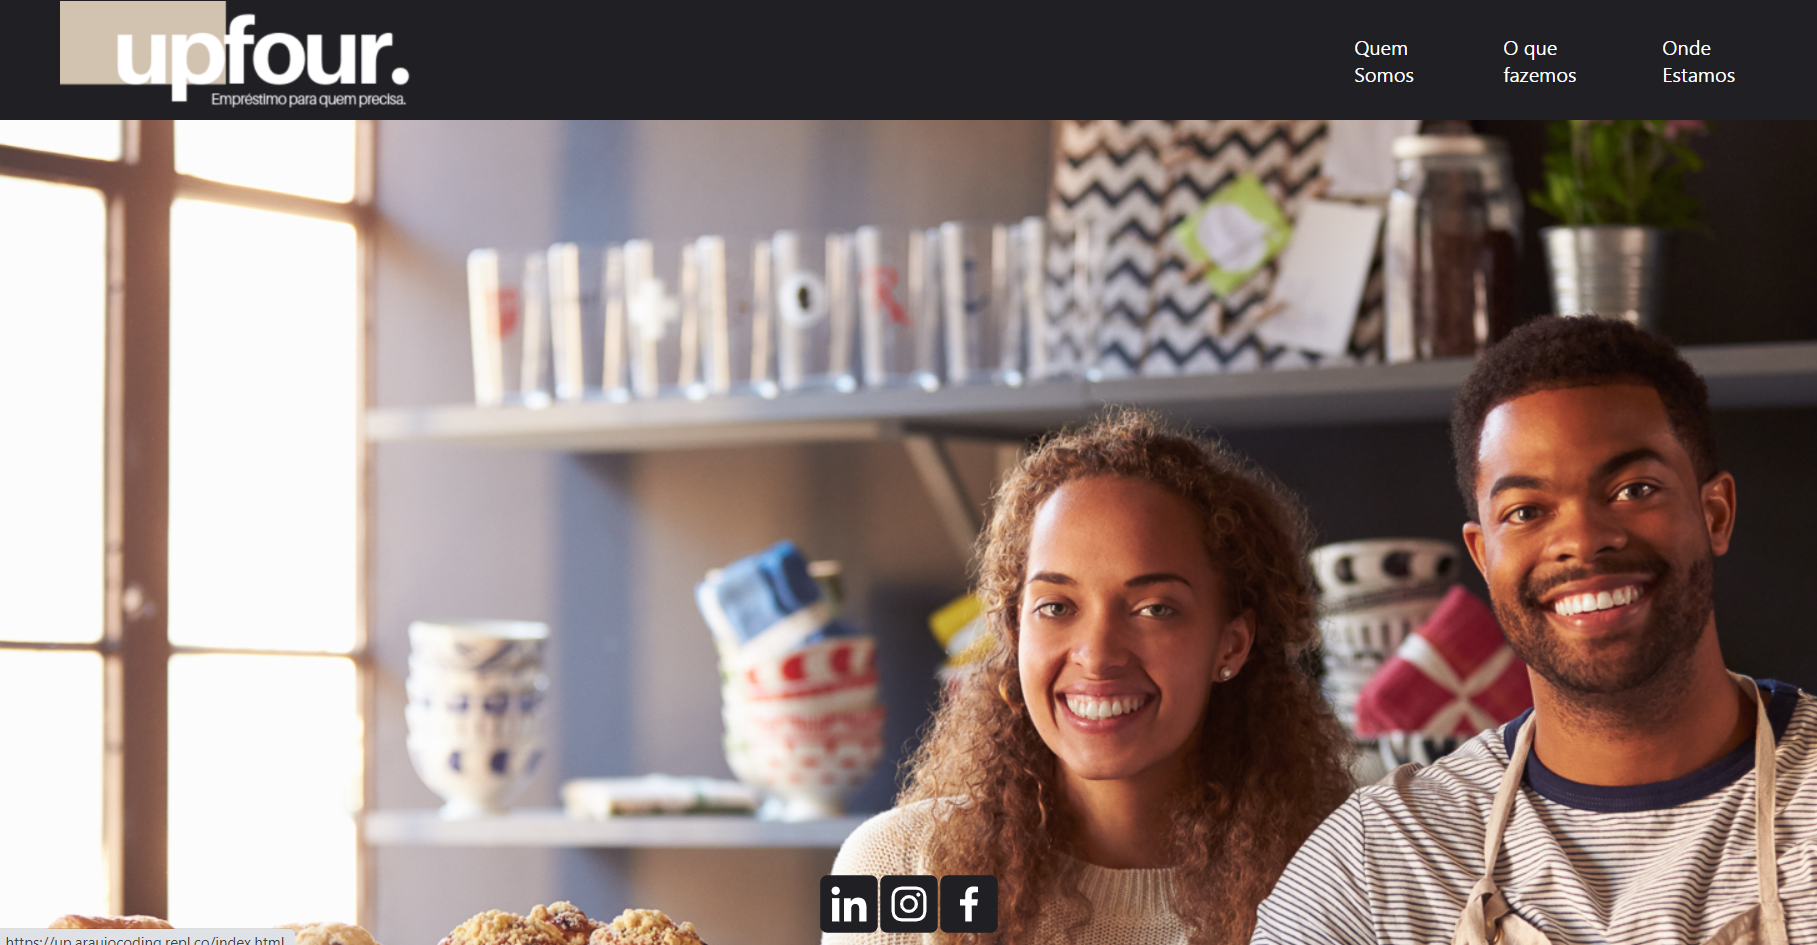 upfour.
Empréstimo para quem precisa.
Quem
Somos
O que
fazemos
Onde
Estamos
in
f
https://up.araujocoding.repl.co/index.html